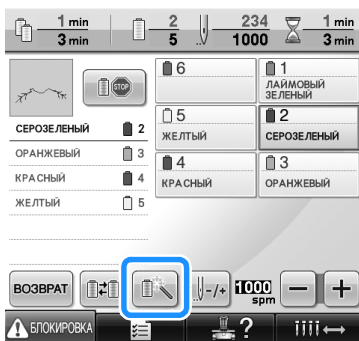 1 min
3 min
2
5
234
1000
1 min
3 min
STOP
6
1
ЛАЙМОВЫЙ
ЗЕЛЕНЫЙ
5
ЖЕЛТЫЙ
2
СЕРОЗЕЛЕНЫЙ
4
КРАСНЫЙ
3
ОРАНЖЕВЫЙ
СЕРОЗЕЛЕНЫЙ 2
ОРАНЖЕВЫЙ 3
КРАСНЫЙ 4
ЖЕЛТЫЙ 5
ВОЗВРАТ
-/+
1000
spm
− +
БЛОКИРОВКА
?